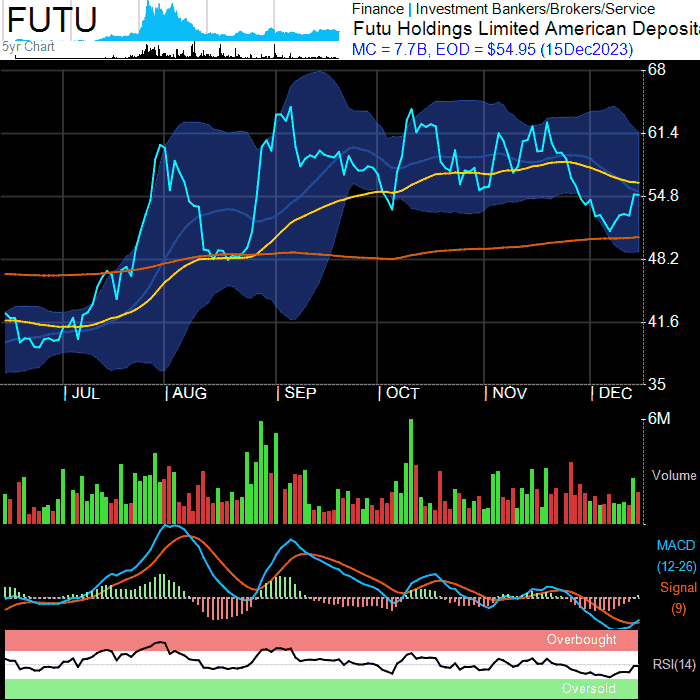 FUTU
5yr Chart
Finance | Investment Bankers/Brokers/Service
Futu Holdings Limited American Deposit
MC = 7.7B, EOD = $54.95 (15Dec2023)
68
61.4
54.8
48.2
41.6
35
| JUL | AUG | SEP | OCT | NOV | DEC
6M
Volume
MACD
(12-26)
Signal
(9)
Overbought
RSI(14)
Oversold